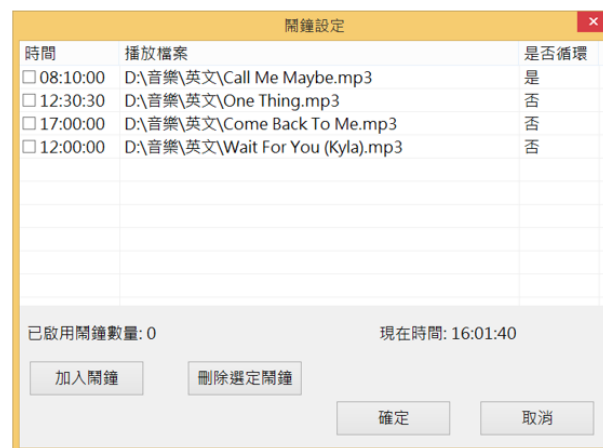 鬧鐘設定
時間 播放檔案 是否循環
08:10:00 D:\音樂\英文\Call Me Maybe.mp3 是
12:30:30 D:\音樂\英文\One Thing.mp3 否
17:00:00 D:\音樂\英文\Come Back To Me.mp3 否
12:00:00 D:\音樂\英文\Wait For You (Kyla).mp3 否
已啟用鬧鐘數量: 0 現在時間: 16:01:40
加入鬧鐘 刪除選定鬧鐘
確定 取消